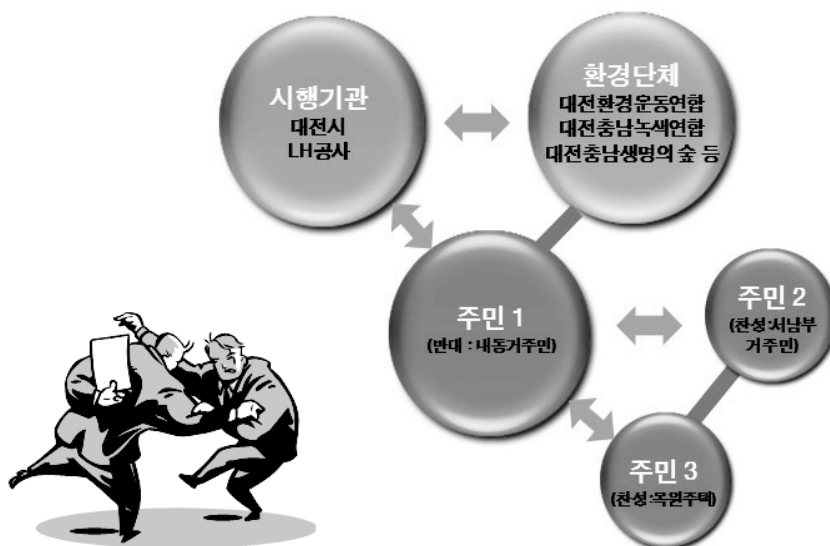 시행기관
대전시
LH공사
환경단체
대전환경운동연합
대전충남녹색연합
대전충남생명의 숲 등
주민 1
(반대 : 내동거주민)
주민 2
(찬성:서남부
거주민)
주민 3
(찬성:목원주택)